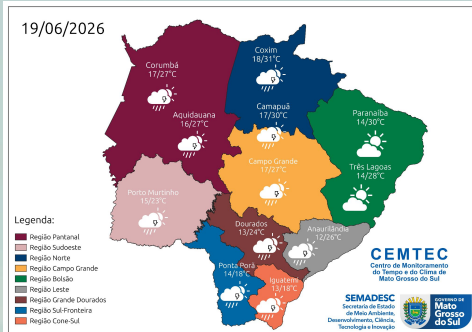 19/06/2026
Coxim
18/31°C
Corumbá
17/27°C
Camapuã
17/30°C
Aquidauana
16/27°C
Paranaíba
14/30°C
Campo Grande
17/27°C
Três Lagoas
14/28°C
Porto Murtinho
15/23°C
Dourados
13/24°C
Anaurilândia
12/26°C
Ponta Porã
14/18°C
Iguatemi
13/18°C
Legenda:
Região Pantanal
Região Sudoeste
Região Norte
Região Campo Grande
Região Bolsão
Região Leste
Região Grande Dourados
Região Sul-Fronteira
Região Cone-Sul
CEMTEC
Centro de Monitoramento
do Tempo e do Clima de
Mato Grosso do Sul
SEMADESC
Secretaria de Estado
de Meio Ambiente,
Desenvolvimento, Ciência,
Tecnologia e Inovação
GOVERNO DE
Mato
Grosso
do Sul